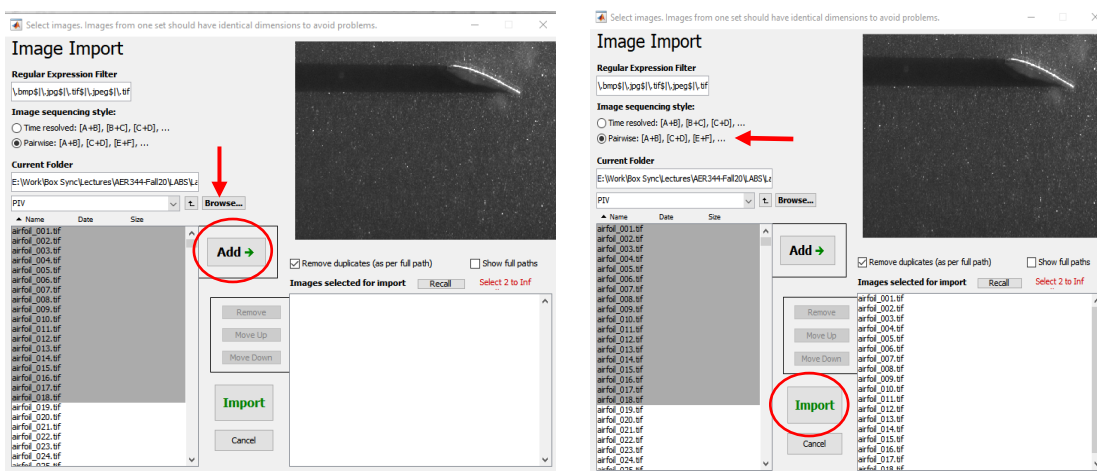 Select images. Images from one set should have identical dimensions to avoid problems.
Image Import
Regular Expression Filter
\.bmp$|\.jpg$|\.tif$|\.jpeg$|\.tif
Image sequencing style:
Time resolved: [A+B], [B+C], [C+D], ...
Pairwise: [A+B], [C+D], [E+F], ...
Current Folder
E:\Work\Box Sync\Lectures\AER344-Fall20\LABS\La
PIV
Browse...
Name Date Size
airfoil_001.tif
airfoil_002.tif
airfoil_003.tif
airfoil_004.tif
airfoil_005.tif
airfoil_006.tif
airfoil_007.tif
airfoil_008.tif
airfoil_009.tif
airfoil_010.tif
airfoil_011.tif
airfoil_012.tif
airfoil_013.tif
airfoil_014.tif
airfoil_015.tif
airfoil_016.tif
airfoil_017.tif
airfoil_018.tif
airfoil_019.tif
airfoil_020.tif
airfoil_021.tif
airfoil_022.tif
airfoil_023.tif
airfoil_024.tif
airfoil_025.tif
Add →
Remove
Move Up
Move Down
Import
Cancel
Remove duplicates (as per full path) Show full paths
Images selected for import Recall Select 2 to Inf
Select images. Images from one set should have identical dimensions to avoid problems.
Image Import
Regular Expression Filter
\.bmp$|\.jpg$|\.tif$|\.jpeg$|\.tif
Image sequencing style:
Time resolved: [A+B], [B+C], [C+D], ...
Pairwise: [A+B], [C+D], [E+F], ...
Current Folder
E:\Work\Box Sync\Lectures\AER344-Fall20\LABS\La
PIV
Browse...
Name Date Size
airfoil_001.tif
airfoil_002.tif
airfoil_003.tif
airfoil_004.tif
airfoil_005.tif
airfoil_006.tif
airfoil_007.tif
airfoil_008.tif
airfoil_009.tif
airfoil_010.tif
airfoil_011.tif
airfoil_012.tif
airfoil_013.tif
airfoil_014.tif
airfoil_015.tif
airfoil_016.tif
airfoil_017.tif
airfoil_018.tif
airfoil_019.tif
airfoil_020.tif
airfoil_021.tif
airfoil_022.tif
airfoil_023.tif
airfoil_024.tif
airfoil_025.tif
Add →
Remove
Move Up
Move Down
Import
Cancel
Remove duplicates (as per full path) Show full paths
Images selected for import Recall Select 2 to Inf
airfoil_001.tif
airfoil_002.tif
airfoil_003.tif
airfoil_004.tif
airfoil_005.tif
airfoil_006.tif
airfoil_007.tif
airfoil_008.tif
airfoil_009.tif
airfoil_010.tif
airfoil_011.tif
airfoil_012.tif
airfoil_013.tif
airfoil_014.tif
airfoil_015.tif
airfoil_016.tif
airfoil_017.tif
airfoil_018.tif